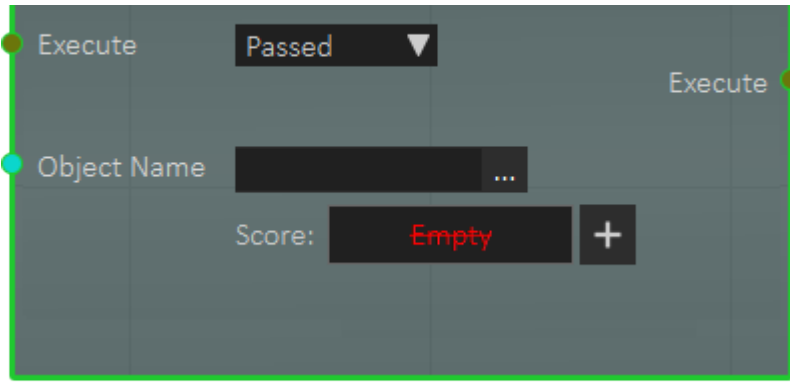 Execute
Passed
Execute
Object Name
...
Score:
Empty
+